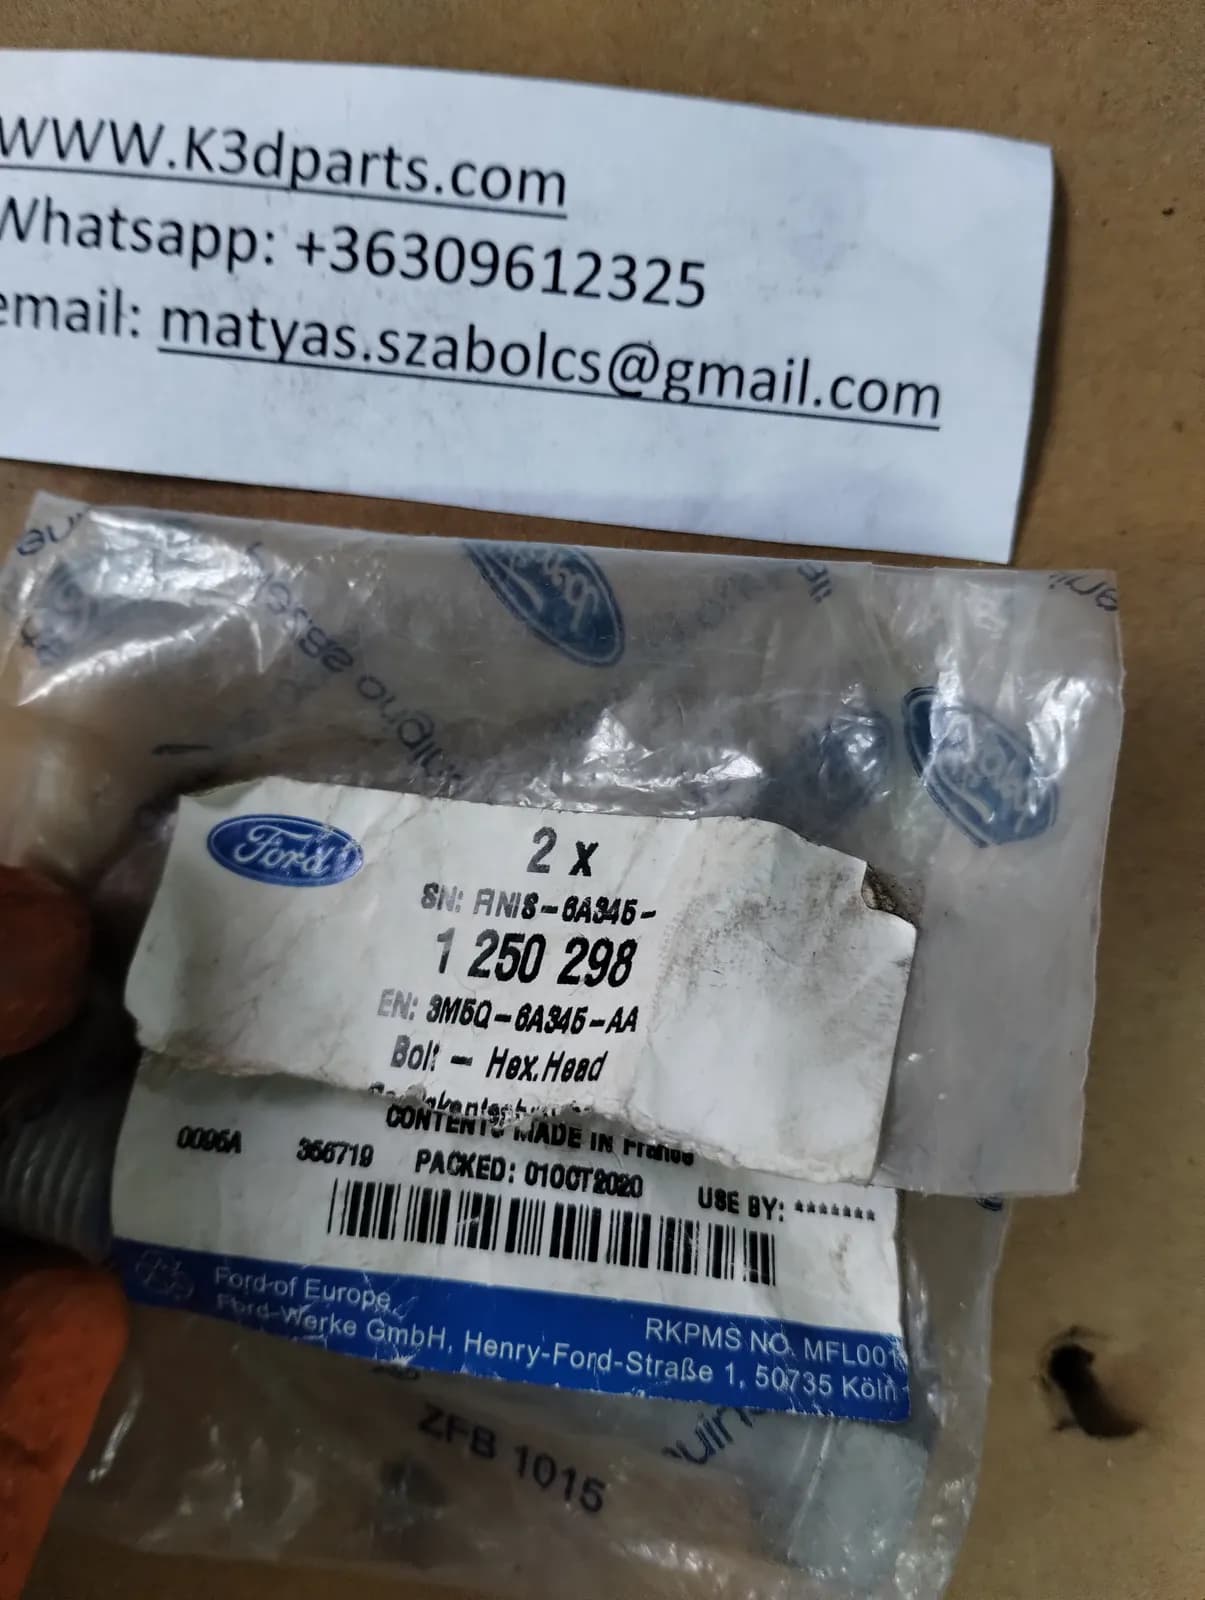 WWW.K3dparts.com
Whatsapp: +36309612325
email: matyas.szabolcs@gmail.com
Ford
2 x
SN: FINIS-6A345-
1 250 298
EN: 3M5Q-6A345-AA
Bolt - Hex.Head
CONTENTS MADE IN France
0095A 356719 PACKED: 01OCT2020 USE BY: *******
Ford of Europe,
Ford-Werke GmbH, Henry-Ford-Straße 1, 50735 Köln
RKPMS NO. MFL001
ZFB 1015